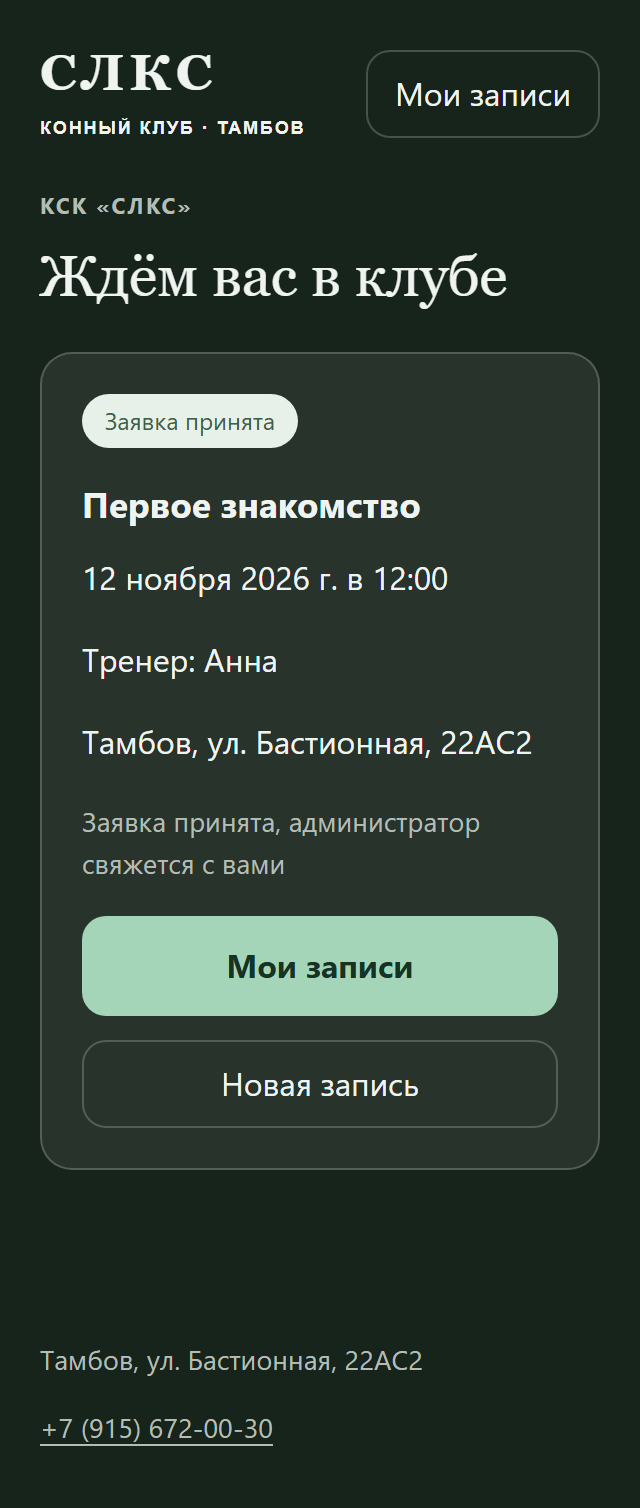 СЛКС
КОННЫЙ КЛУБ · ТАМБОВ
Мои записи
КСК «СЛКС»
Ждём вас в клубе
Заявка принята
Первое знакомство
12 ноября 2026 г. в 12:00
Тренер: Анна
Тамбов, ул. Бастионная, 22АС2
Заявка принята, администратор
свяжется с вами
Мои записи
Новая запись
Тамбов, ул. Бастионная, 22АС2
+7 (915) 672-00-30